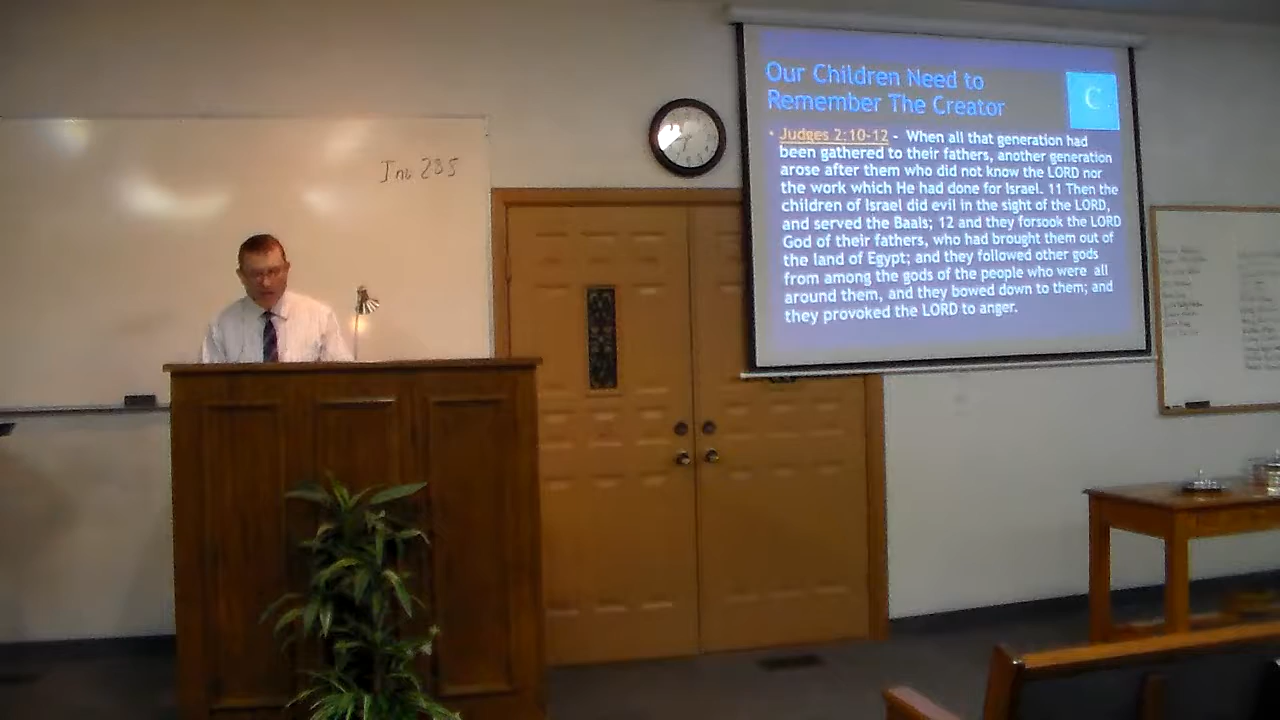 Inv 285
Our Children Need to
Remember The Creator
C
• Judges 2:10-12 - When all that generation had
been gathered to their fathers, another generation
arose after them who did not know the LORD nor
the work which He had done for Israel. 11 Then the
children of Israel did evil in the sight of the LORD,
and served the Baals; 12 and they forsook the LORD
God of their fathers, who had brought them out of
the land of Egypt; and they followed other gods
from among the gods of the people who were all
around them, and they bowed down to them; and
they provoked the LORD to anger.